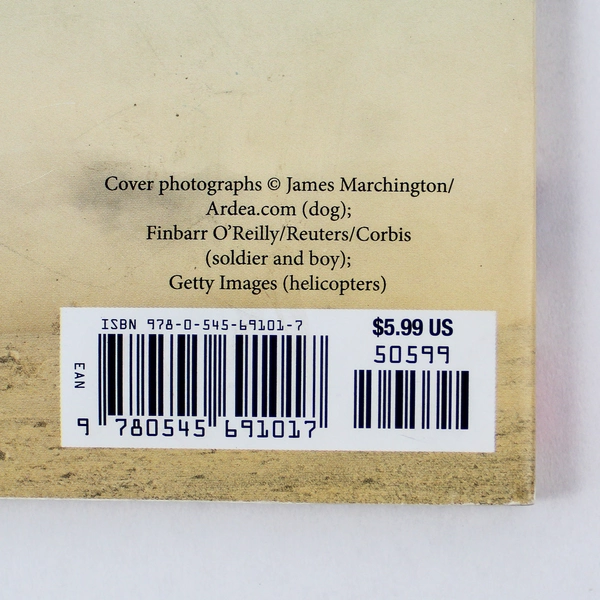 Cover photographs © James Marchington/
Ardea.com (dog);
Finbarr O'Reilly/Reuters/Corbis
(soldier and boy);
Getty Images (helicopters)
ISBN 978-0-545-69101-7
$5.99 US
50599
EAN
9 780545 691017